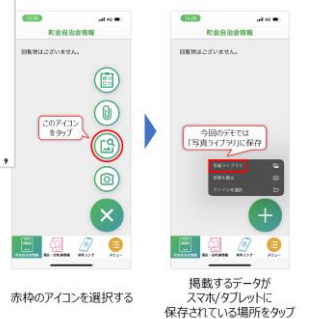 町会自治会情報
回覧物はございません。
このアイコン
をタップ
赤枠のアイコンを選択する
町会自治会情報
回覧物はございません。
今回のデモでは
「写真ライブラリ」に保存
写真ライブラリ
写真を撮る
ファイルを選択
掲載するデータが
スマホ/タブレットに
保存されている場所をタップ